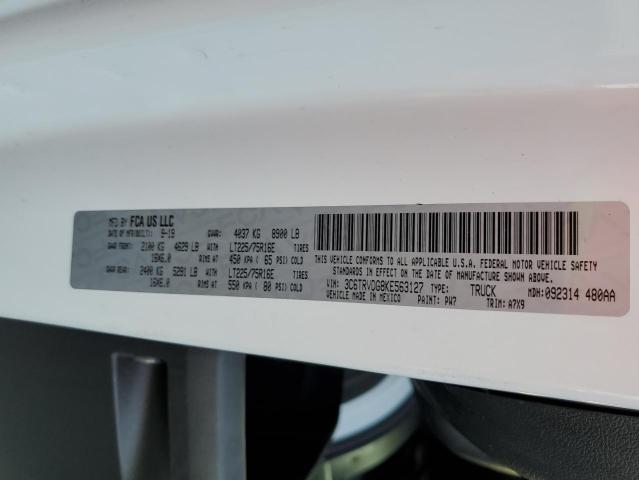 MFD BY FCA US LLC
DATE OF MFR(BUILT): 9-19 GVWR: 4037 KG 8900 LB
GAWR FRONT: 2100 KG 4629 LB WITH LT225/75R16E TIRES
16X6.0 RIMS AT 450 KPA ( 65 PSI) COLD
GAWR REAR: 2400 KG 5291 LB WITH LT225/75R16E TIRES
16X6.0 RIMS AT 550 KPA ( 80 PSI) COLD
THIS VEHICLE CONFORMS TO ALL APPLICABLE U.S.A. FEDERAL MOTOR VEHICLE SAFETY
STANDARDS IN EFFECT ON THE DATE OF MANUFACTURE SHOWN ABOVE.
VIN: 3C6TRVDG8KE563127 TYPE: TRUCK MDH: 092314 480AA
VEHICLE MADE IN MEXICO PAINT: PW7 TRIM: A7X9